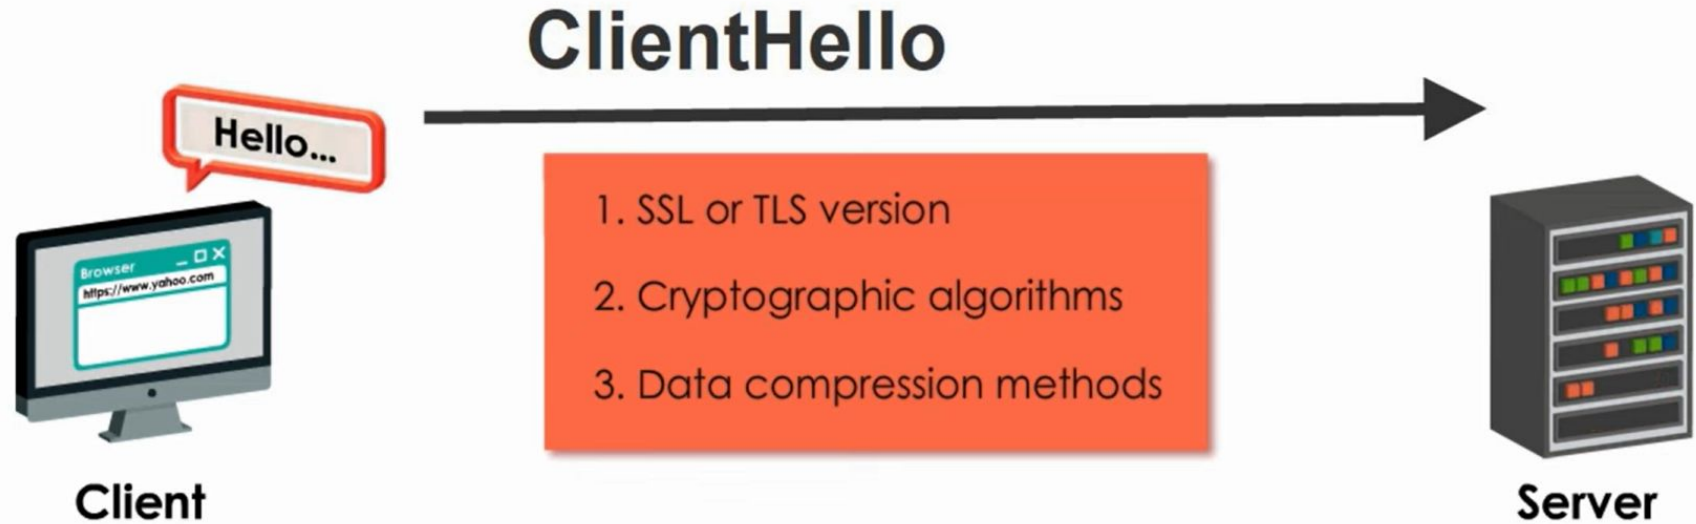 ClientHello
Hello...
Browser
https://www.yahoo.com
1. SSL or TLS version
2. Cryptographic algorithms
3. Data compression methods
Client
Server